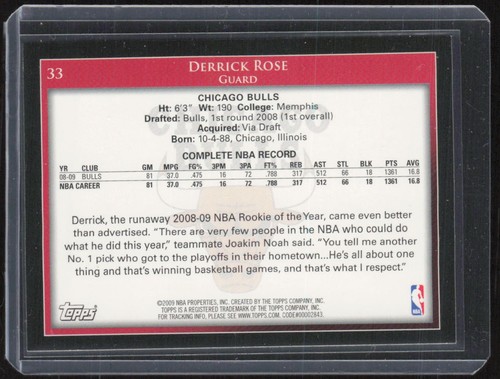 33
DERRICK ROSE
GUARD
CHICAGO BULLS
Ht: 6'3" Wt: 190 College: Memphis
Drafted: Bulls, 1st round 2008 (1st overall)
Acquired: Via Draft
Born: 10-4-88, Chicago, Illinois
COMPLETE NBA RECORD
YR CLUB GM MPG FG% 3PM 3PA FT% REB AST STL BLK PTS AVG
08-09 BULLS 81 37.0 .475 16 72 .788 317 512 66 18 1361 16.8
NBA CAREER 81 37.0 .475 16 72 .788 317 512 66 18 1361 16.8
Derrick, the runaway 2008-09 NBA Rookie of the Year, came even better
than advertised. "There are very few people in the NBA who could do
what he did this year," teammate Joakim Noah said. "You tell me another
No. 1 pick who got to the playoffs in their hometown...He's all about one
thing and that's winning basketball games, and that's what I respect."
Topps
©2009 NBA PROPERTIES, INC. CREATED BY THE TOPPS COMPANY, INC.
TOPPS IS A REGISTERED TRADEMARK OF THE TOPPS COMPANY, INC.
FOR TRACKING INFO, PLEASE SEE WWW.TOPPS.COM. CODE#00002843.
NBA